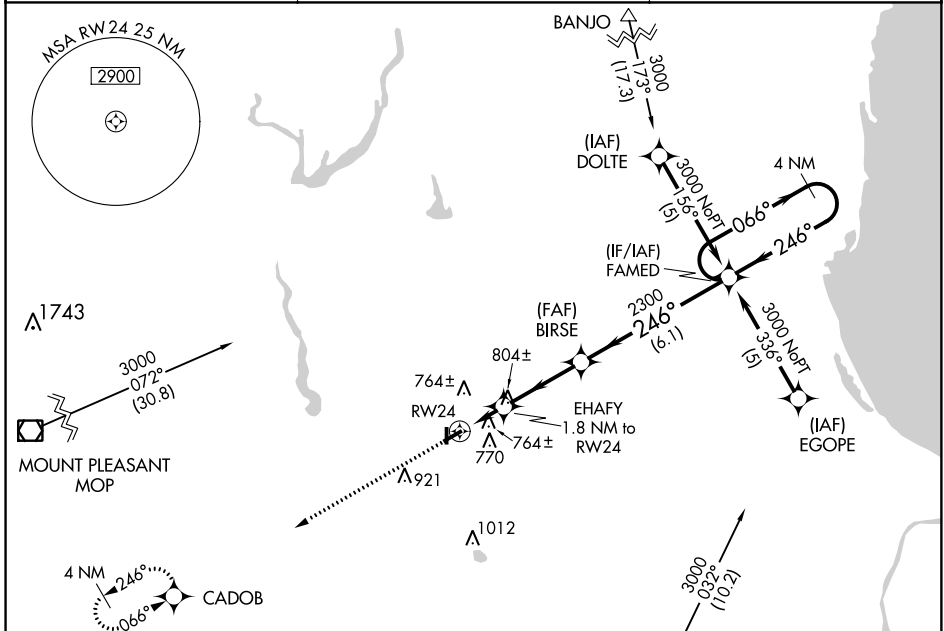 MSA RW24 25 NM
2900
BANJO
3000
173°
(17.3)
(IAF)
DOLTE
3000 NoPT
156°
(5)
4 NM
066°
246°
(IF/IAF)
FAMED
2300
246°
(6.1)
(FAF)
BIRSE
3000 NoPT
336°
(5)
(IAF)
EGOPE
1743
3000
072°
(30.8)
MOUNT PLEASANT
MOP
804±
764±
RW24
EHAFY
1.8 NM to
RW24
764±
770
921
1012
4 NM
246°
066°
CADOB
3000
032°
(10.2)